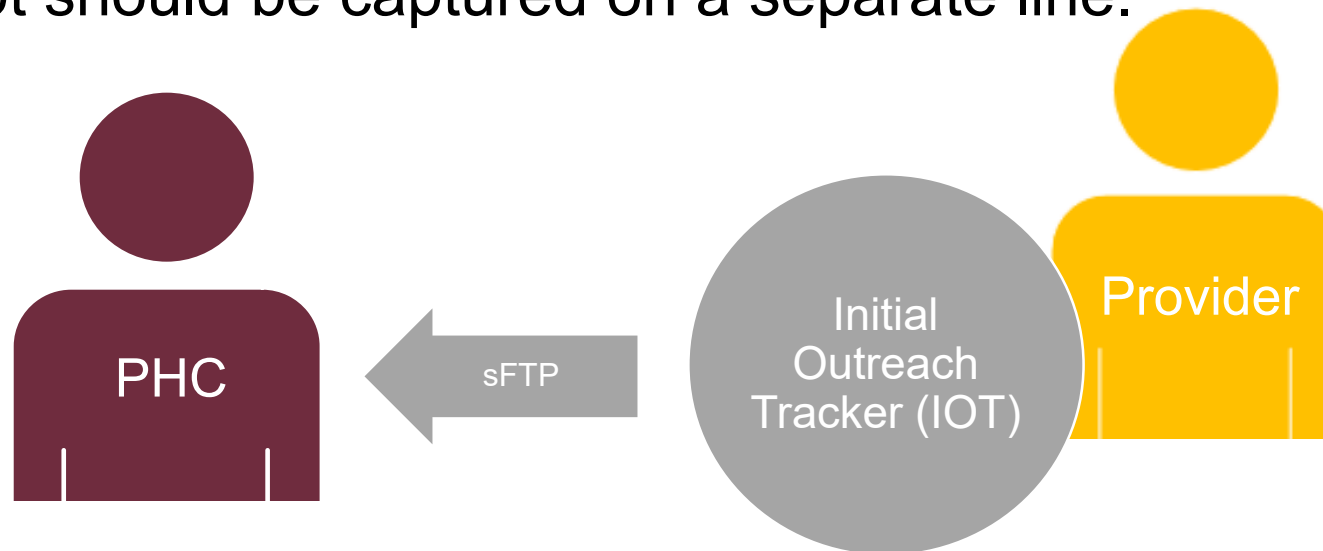 ot should be captured on a separate line.
PHC
sFTP
Initial
Outreach
Tracker (IOT)
Provider